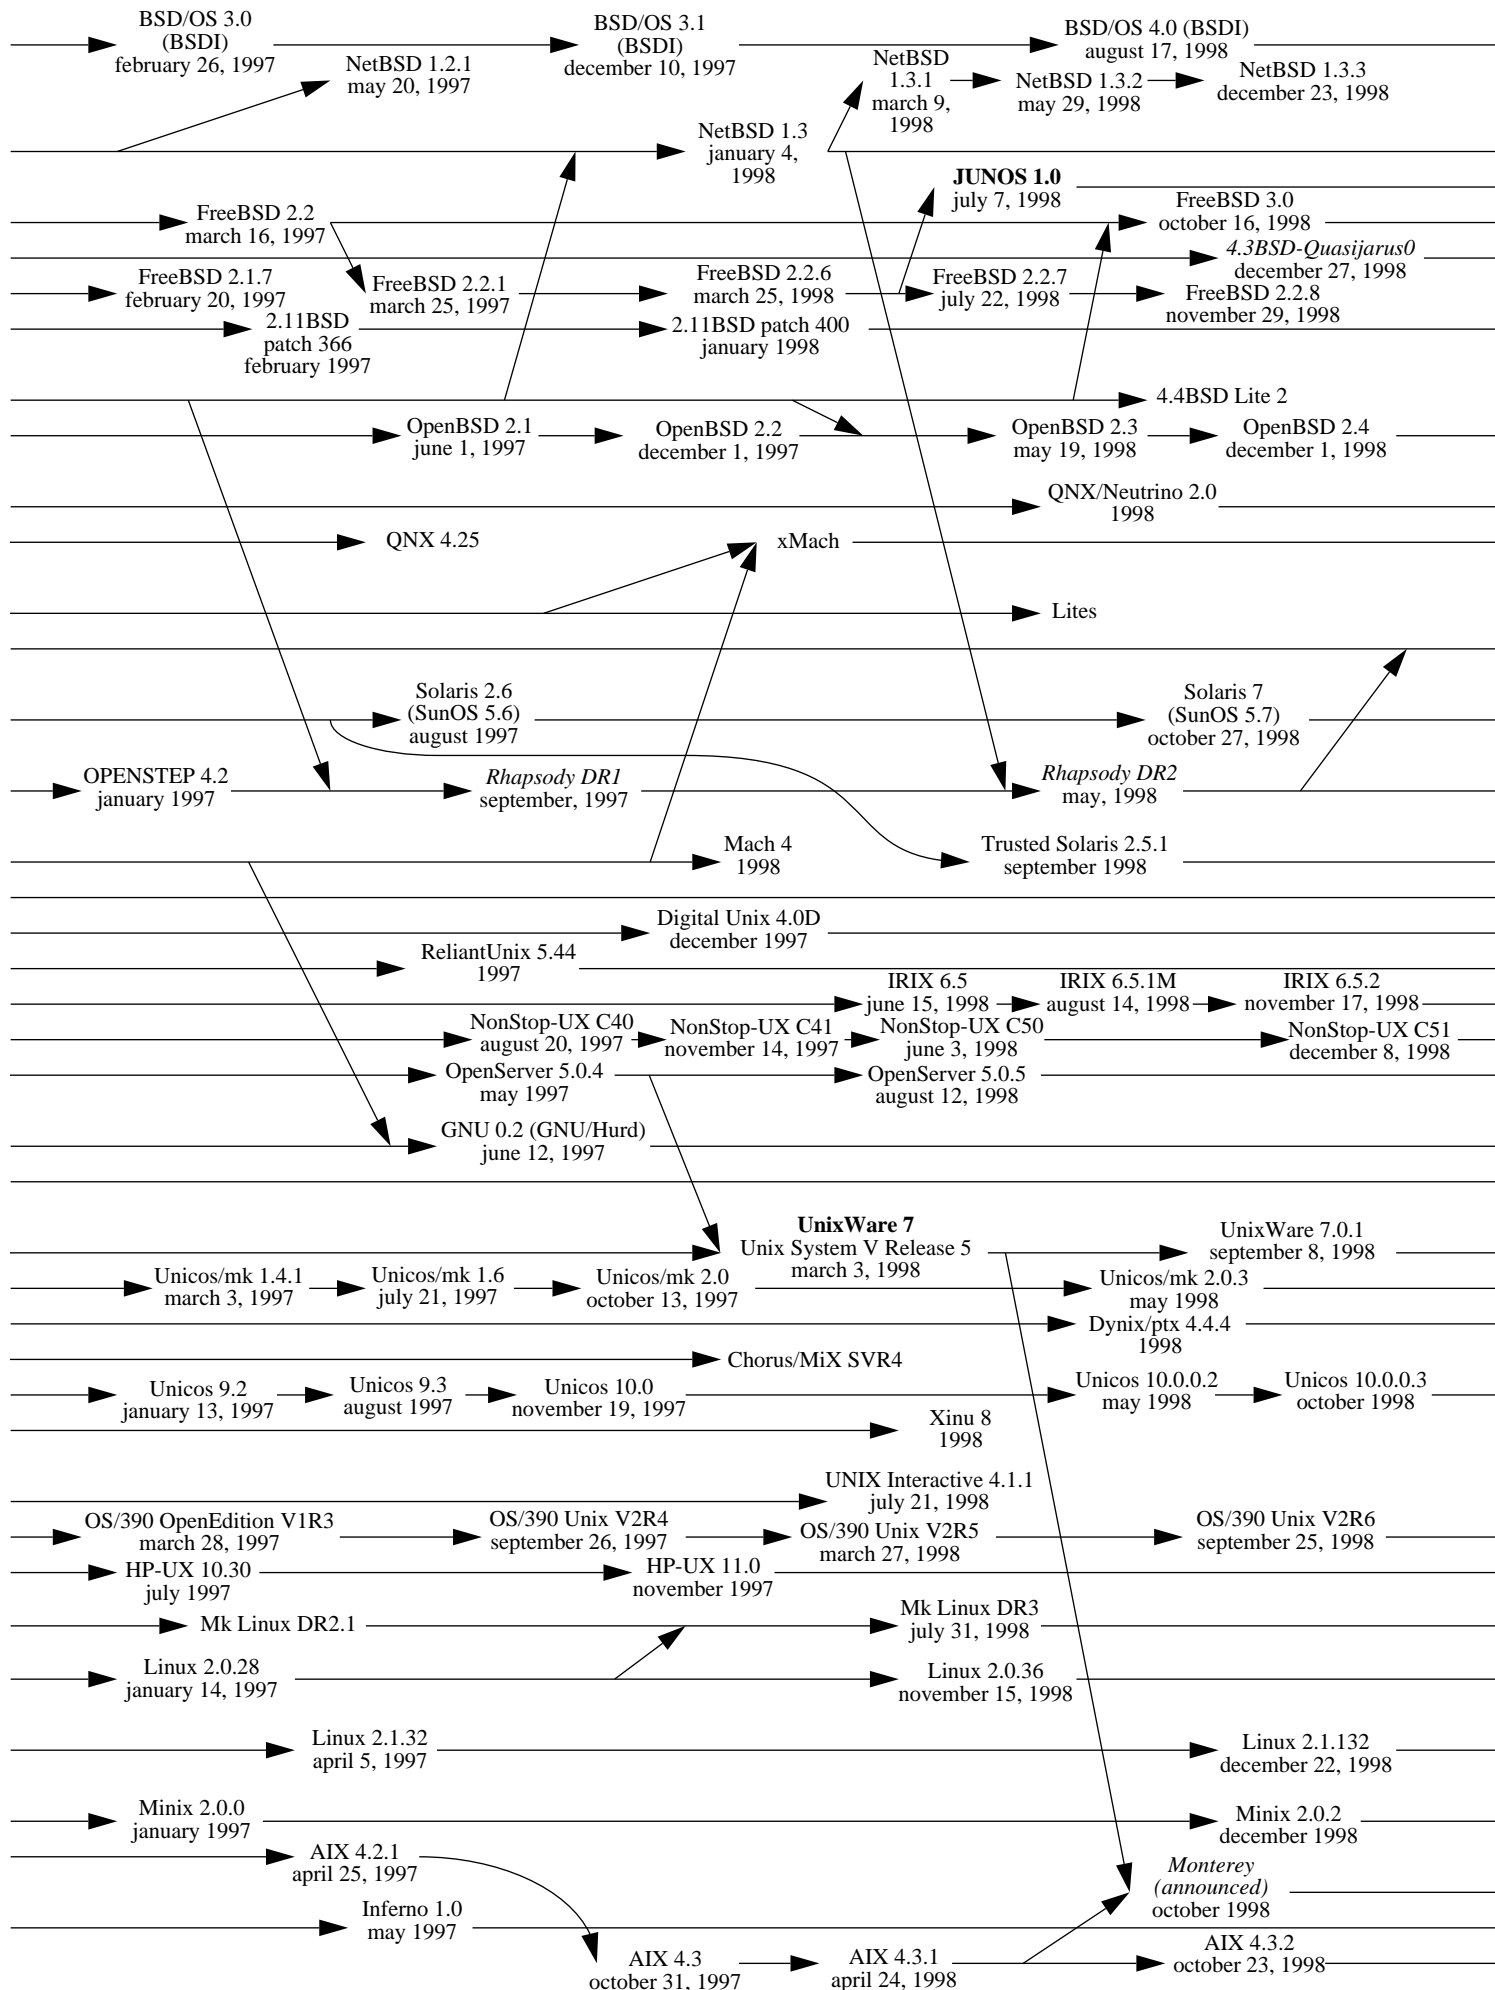 BSD/OS 3.0
(BSDI)
february 26, 1997
BSD/OS 3.1
(BSDI)
december 10, 1997
BSD/OS 4.0 (BSDI)
august 17, 1998
NetBSD 1.2.1
may 20, 1997
NetBSD
1.3.1
march 9,
1998
NetBSD 1.3.2
may 29, 1998
NetBSD 1.3.3
december 23, 1998
NetBSD 1.3
january 4,
1998
JUNOS 1.0
july 7, 1998
FreeBSD 2.2
march 16, 1997
FreeBSD 3.0
october 16, 1998
4.3BSD-Quasijarus0
december 27, 1998
FreeBSD 2.1.7
february 20, 1997
FreeBSD 2.2.1
march 25, 1997
FreeBSD 2.2.6
march 25, 1998
FreeBSD 2.2.7
july 22, 1998
FreeBSD 2.2.8
november 29, 1998
2.11BSD
patch 366
february 1997
2.11BSD patch 400
january 1998
4.4BSD Lite 2
OpenBSD 2.1
june 1, 1997
OpenBSD 2.2
december 1, 1997
OpenBSD 2.3
may 19, 1998
OpenBSD 2.4
december 1, 1998
QNX/Neutrino 2.0
1998
QNX 4.25
xMach
Lites
Solaris 2.6
(SunOS 5.6)
august 1997
Solaris 7
(SunOS 5.7)
october 27, 1998
OPENSTEP 4.2
january 1997
Rhapsody DR1
september, 1997
Rhapsody DR2
may, 1998
Mach 4
1998
Trusted Solaris 2.5.1
september 1998
Digital Unix 4.0D
december 1997
ReliantUnix 5.44
1997
IRIX 6.5
june 15, 1998
IRIX 6.5.1M
august 14, 1998
IRIX 6.5.2
november 17, 1998
NonStop-UX C40
august 20, 1997
NonStop-UX C41
november 14, 1997
NonStop-UX C50
june 3, 1998
NonStop-UX C51
december 8, 1998
OpenServer 5.0.4
may 1997
OpenServer 5.0.5
august 12, 1998
GNU 0.2 (GNU/Hurd)
june 12, 1997
UnixWare 7
Unix System V Release 5
march 3, 1998
UnixWare 7.0.1
september 8, 1998
Unicos/mk 1.4.1
march 3, 1997
Unicos/mk 1.6
july 21, 1997
Unicos/mk 2.0
october 13, 1997
Unicos/mk 2.0.3
may 1998
Dynix/ptx 4.4.4
1998
Chorus/MiX SVR4
Unicos 9.2
january 13, 1997
Unicos 9.3
august 1997
Unicos 10.0
november 19, 1997
Unicos 10.0.0.2
may 1998
Unicos 10.0.0.3
october 1998
Xinu 8
1998
UNIX Interactive 4.1.1
july 21, 1998
OS/390 OpenEdition V1R3
march 28, 1997
OS/390 Unix V2R4
september 26, 1997
OS/390 Unix V2R5
march 27, 1998
OS/390 Unix V2R6
september 25, 1998
HP-UX 10.30
july 1997
HP-UX 11.0
november 1997
Mk Linux DR2.1
Mk Linux DR3
july 31, 1998
Linux 2.0.28
january 14, 1997
Linux 2.0.36
november 15, 1998
Linux 2.1.32
april 5, 1997
Linux 2.1.132
december 22, 1998
Minix 2.0.0
january 1997
Minix 2.0.2
december 1998
AIX 4.2.1
april 25, 1997
Monterey
(announced)
october 1998
Inferno 1.0
may 1997
AIX 4.3
october 31, 1997
AIX 4.3.1
april 24, 1998
AIX 4.3.2
october 23, 1998